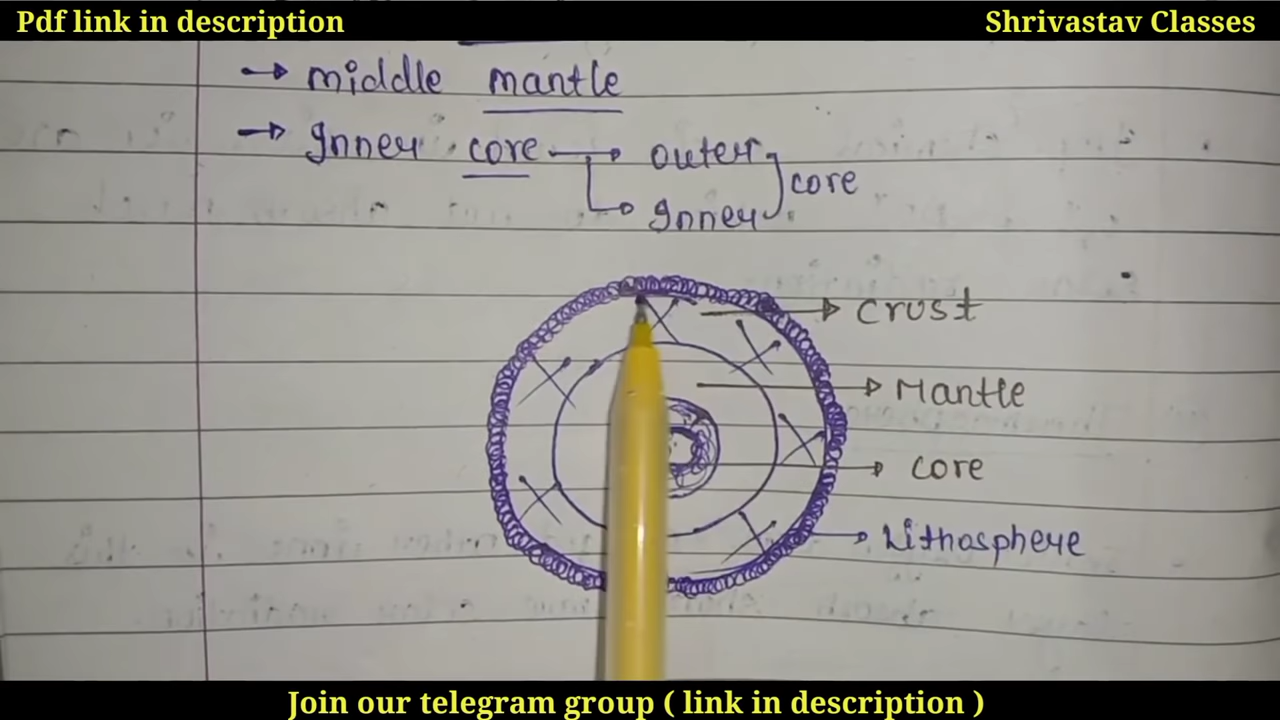 Pdf link in description
Shrivastav Classes
→ middle mantle
→ Inner core → outer
→ Inner
core
crust
Mantle
core
Lithosphere
Join our telegram group ( link in description )